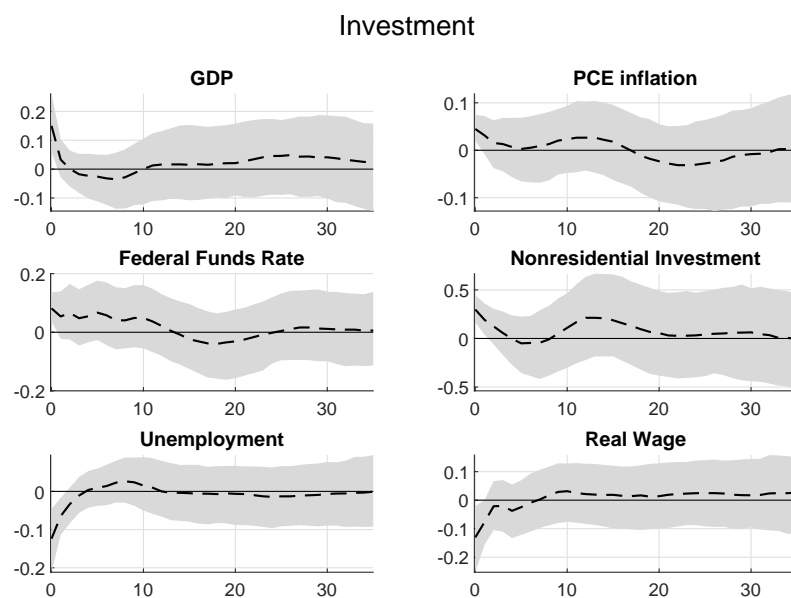 Investment
GDP
0.2
0.1
0
-0.1
0 10 20 30
PCE inflation
0.1
0
-0.1
0 10 20 30
Federal Funds Rate
0.2
0
-0.2
0 10 20 30
Nonresidential Investment
0.5
0
-0.5
0 10 20 30
Unemployment
0
-0.1
-0.2
0 10 20 30
Real Wage
0.1
0
-0.1
-0.2
0 10 20 30